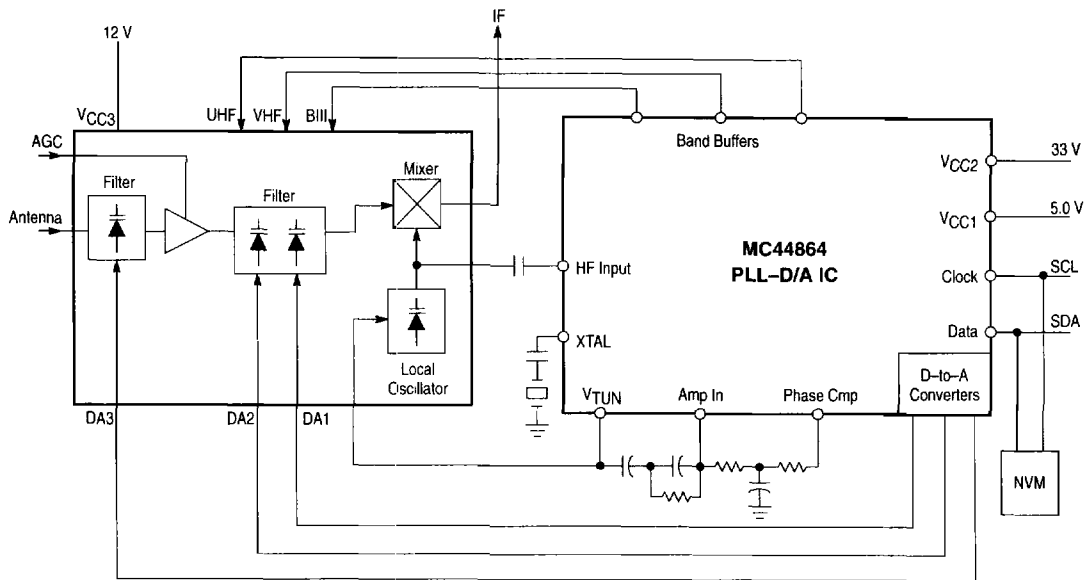 12 V
IF
VCC3
UHF
VHF
BIII
AGC
Antenna
Filter
Filter
Mixer
Local
Oscillator
DA3
DA2
DA1
Band Buffers
VCC2
33 V
VCC1
5.0 V
MC44864
PLL–D/A IC
HF Input
Clock
SCL
XTAL
Data
SDA
D–to–A
Converters
VTUN
Amp In
Phase Cmp
NVM